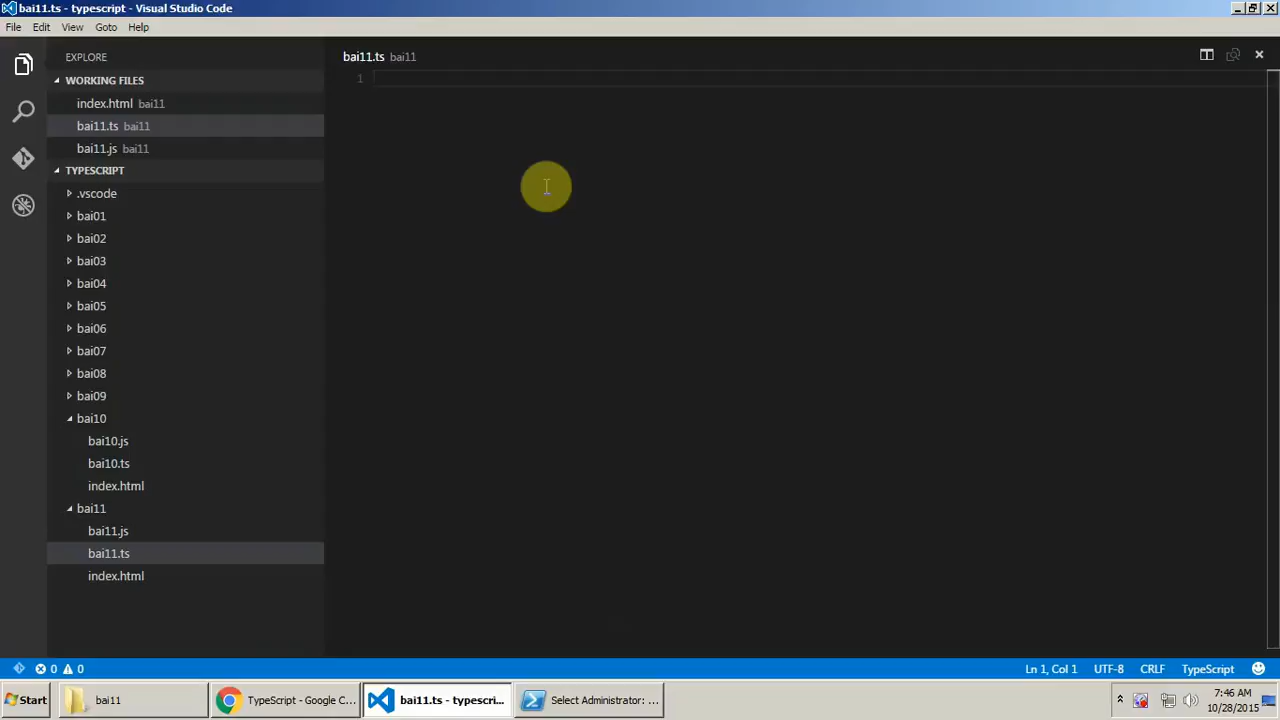 bai11.ts - typescript - Visual Studio Code
File Edit View Goto Help
EXPLORE
WORKING FILES
index.html bai11
bai11.ts bai11
bai11.js bai11
TYPESCRIPT
.vscode
bai01
bai02
bai03
bai04
bai05
bai06
bai07
bai08
bai09
bai10
bai10.js
bai10.ts
index.html
bai11
bai11.js
bai11.ts
index.html
bai11.ts bai11
1
0 0
Ln 1, Col 1 UTF-8 CRLF TypeScript
Start bai11 TypeScript - Google C... bai11.ts - typescri... Select Administrator: ...
7:46 AM
10/28/2015